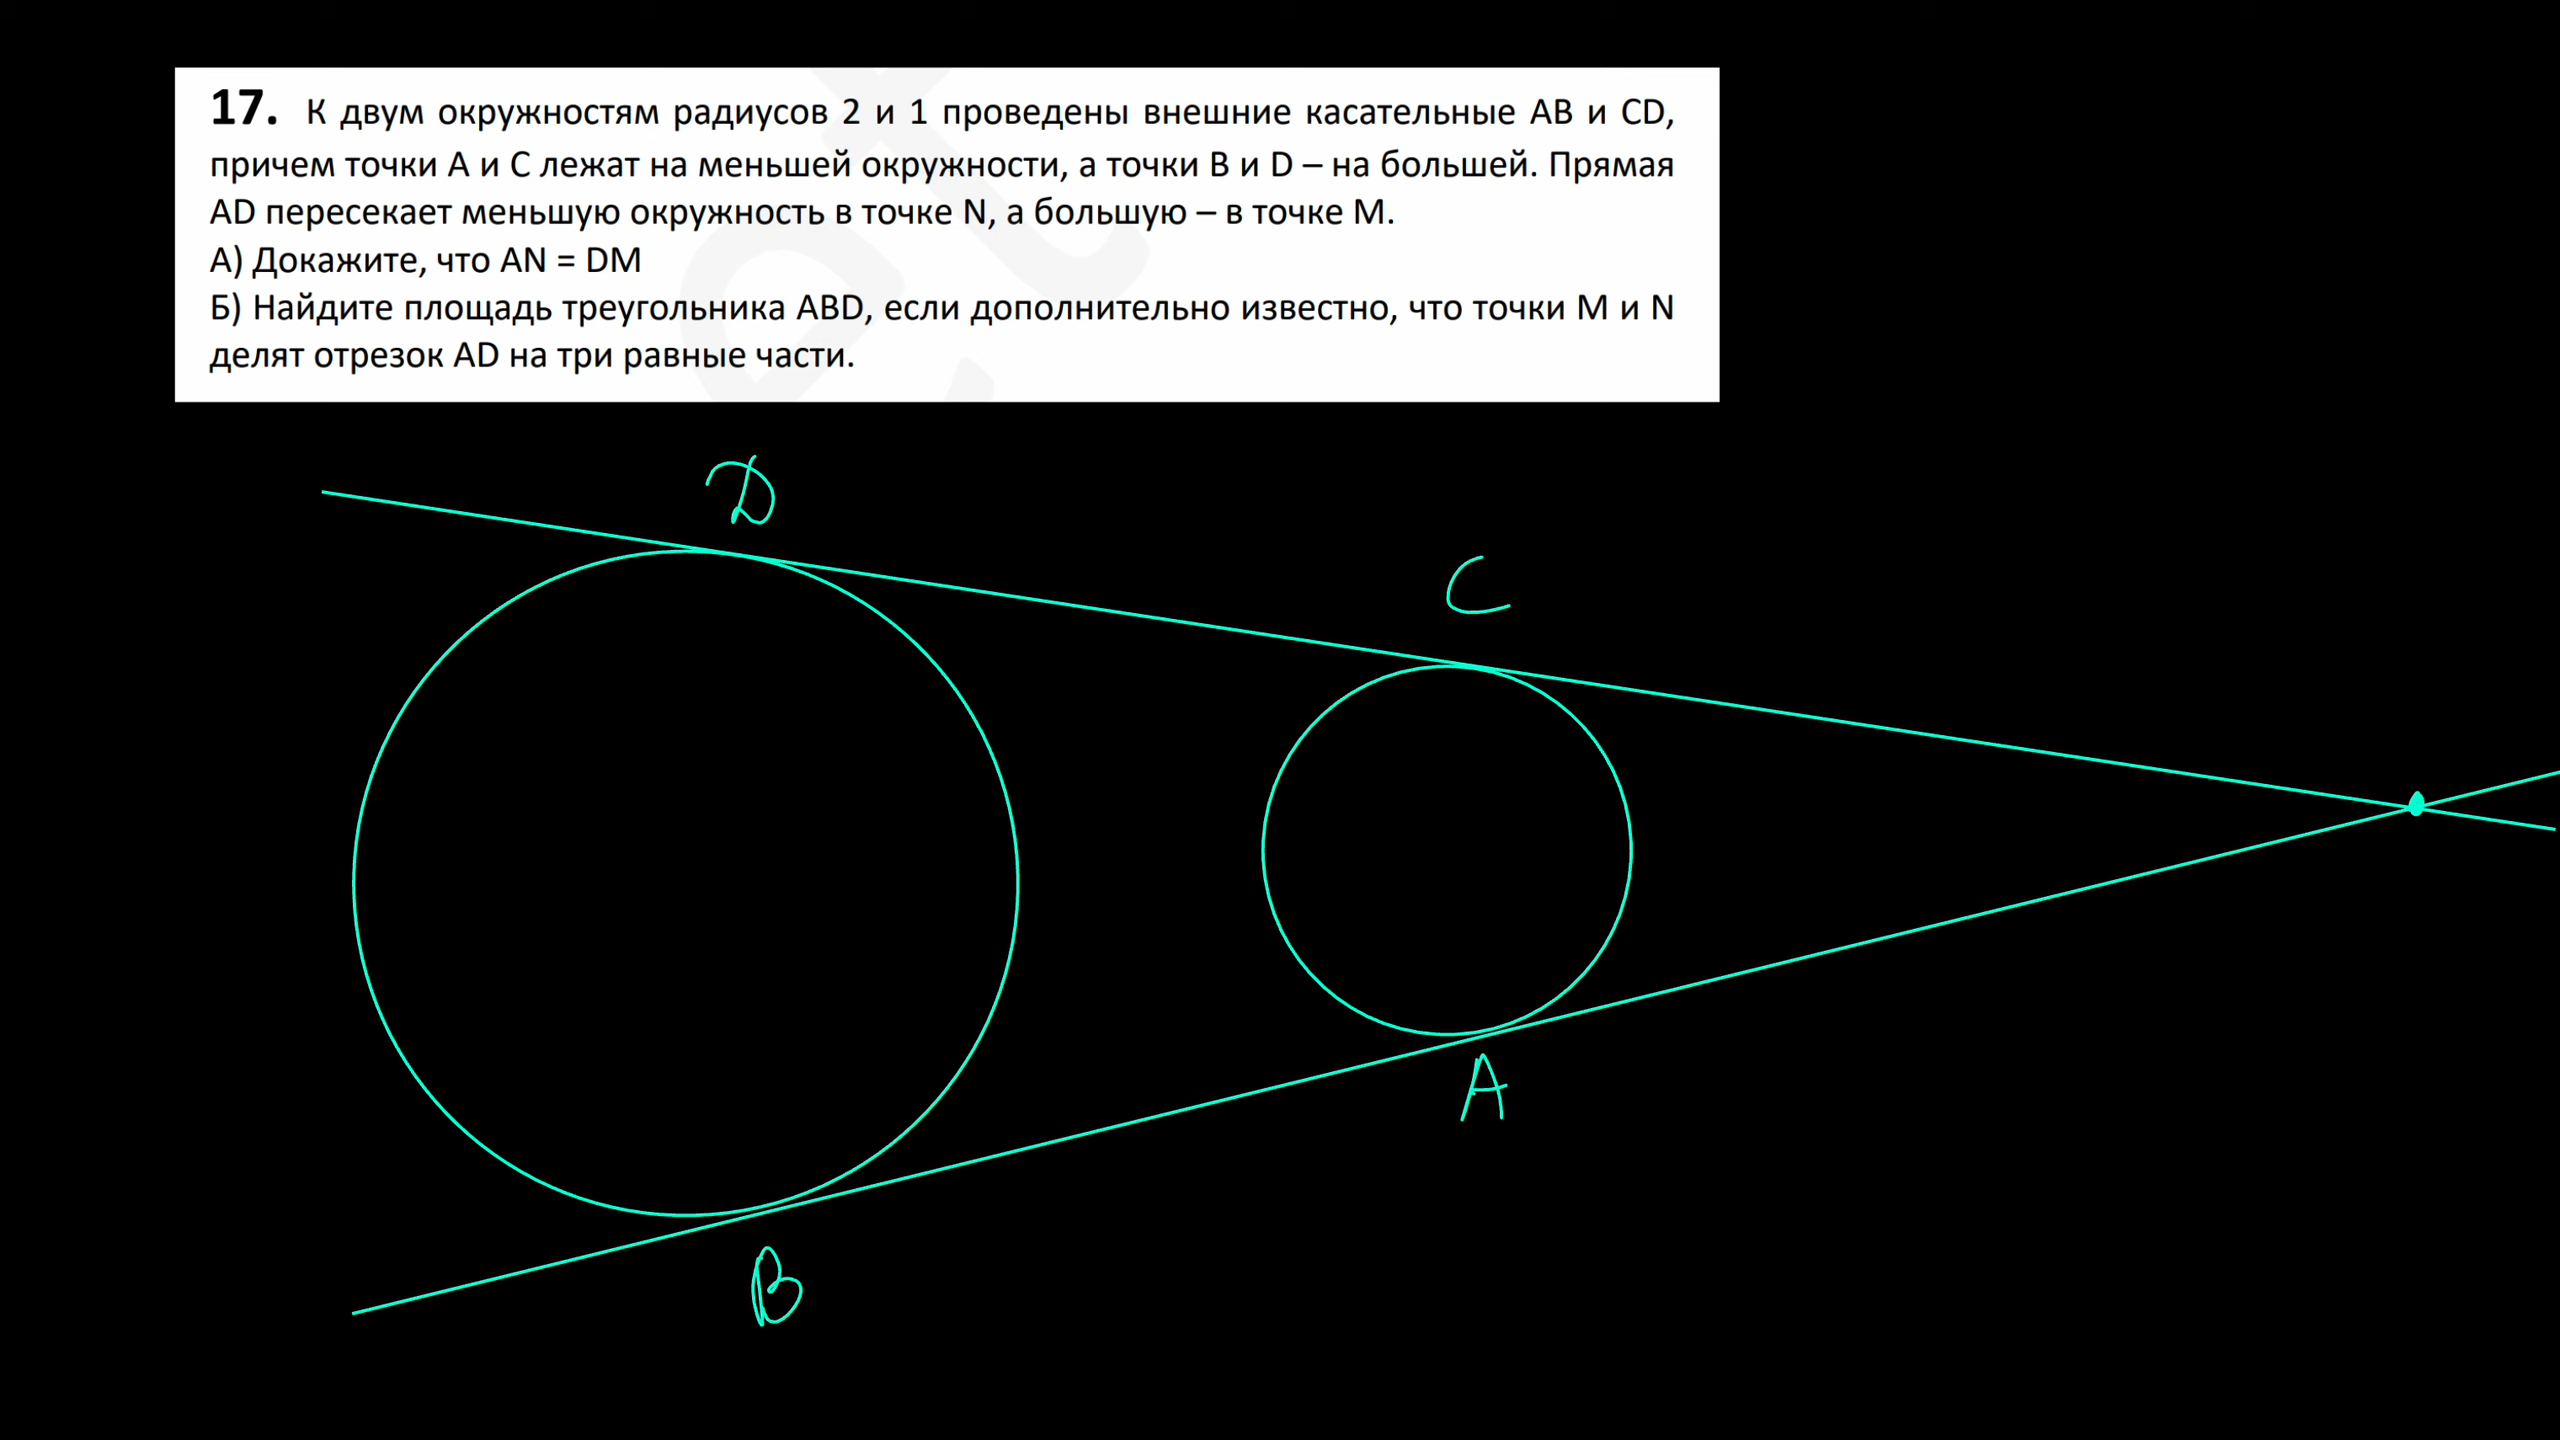 17. К двум окружностям радиусов 2 и 1 проведены внешние касательные AB и CD,
причем точки A и C лежат на меньшей окружности, а точки B и D – на большей. Прямая
AD пересекает меньшую окружность в точке N, а большую – в точке M.
А) Докажите, что AN = DM
Б) Найдите площадь треугольника ABD, если дополнительно известно, что точки M и N
делят отрезок AD на три равные части.
D
C
A
B